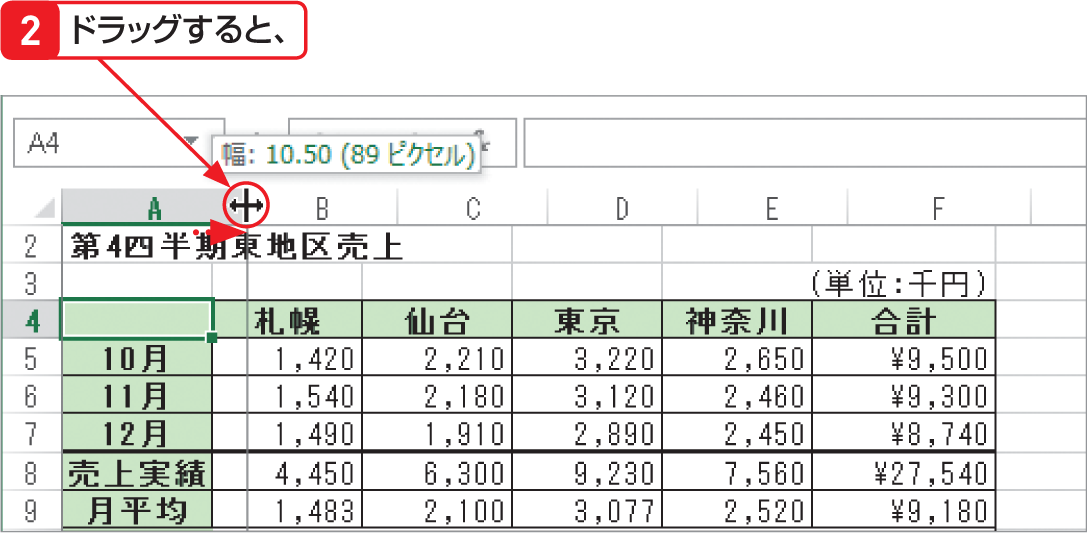 2 ドラッグすると、
A4
幅: 10.50 (89 ピクセル)
A B C D E F
2 第4四半期東地区売上
3 (単位:千円)
4 札幌 仙台 東京 神奈川 合計
5 10月 1,420 2,210 3,220 2,650 ¥9,500
6 11月 1,540 2,180 3,120 2,460 ¥9,300
7 12月 1,490 1,910 2,890 2,450 ¥8,740
8 売上実績 4,450 6,300 9,230 7,560 ¥27,540
9 月平均 1,483 2,100 3,077 2,520 ¥9,180